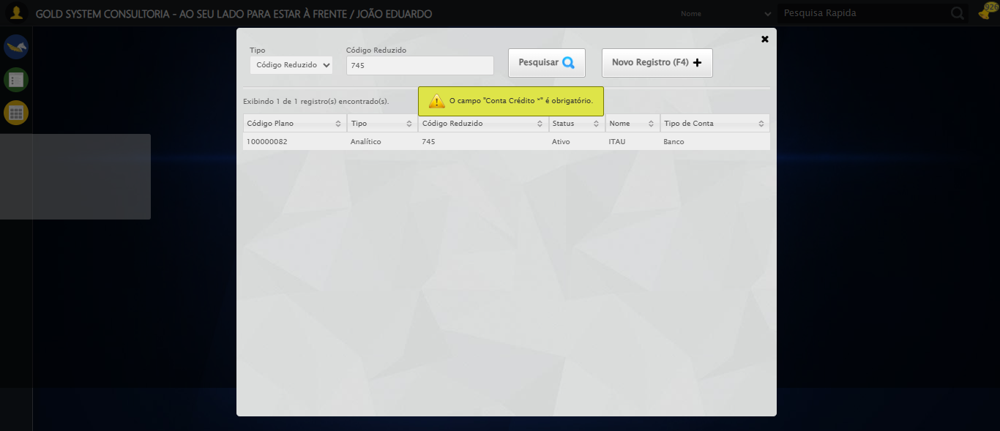 GOLD SYSTEM CONSULTORIA - AO SEU LADO PARA ESTAR À FRENTE / JOÃO EDUARDO
Nome
Pesquisa Rapida
926
Tipo
Código Reduzido
Código Reduzido
745
Pesquisar
Novo Registro (F4)
Exibindo 1 de 1 registro(s) encontrado(s).
O campo "Conta Crédito *" é obrigatório.
Código Plano Tipo Código Reduzido Status Nome Tipo de Conta
100000082 Analítico 745 Ativo ITAU Banco